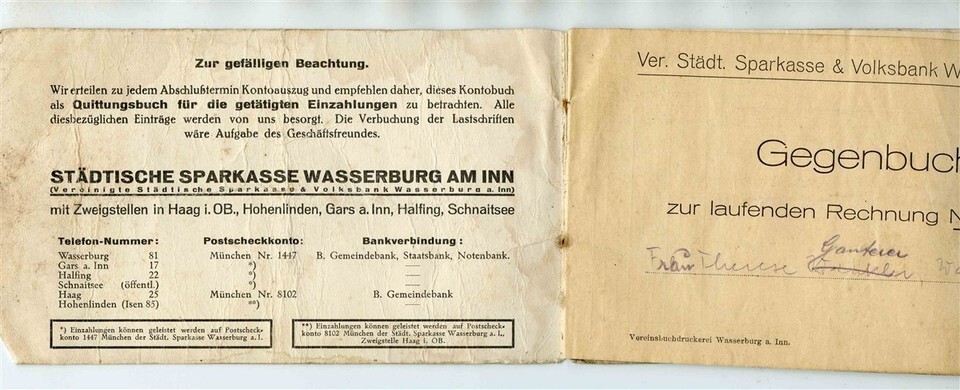 Zur gefälligen Beachtung.
Wir erteilen zu jedem Abschlußtermin Kontoauszug und empfehlen daher, dieses Kontobuch
als Quittungsbuch für die getätigten Einzahlungen zu betrachten. Alle
diesbezüglichen Einträge werden von uns besorgt. Die Verbuchung der Lastschriften
wäre Aufgabe des Geschäftsfreundes.
STÄDTISCHE SPARKASSE WASSERBURG AM INN
(Vereinigte Städtische Sparkasse & Volksbank Wasserburg a. Inn)
mit Zweigstellen in Haag i. OB., Hohenlinden, Gars a. Inn, Halfing, Schnaitsee
Telefon-Nummer: Postscheckkonto: Bankverbindung:
Wasserburg 81 München Nr. 1447 B. Gemeindebank, Staatsbank, Notenbank.
Gars a. Inn 17 *) —
Halfing 22 *) —
Schnaitsee (öffentl.) *) —
Haag 25 München Nr. 8102 B. Gemeindebank
Hohenlinden (Isen 85) **) —
*) Einzahlungen können geleistet werden auf Postscheck-
konto 1447 München der Städt. Sparkasse Wasserburg a. I.
**) Einzahlungen können geleistet werden auf Postscheck-
konto 8102 München der Städt. Sparkasse Wasserburg a. I.,
Zweigstelle Haag i. OB.
Ver. Städt. Sparkasse & Volksbank W
Gegenbuch
zur laufenden Rechnung N
Ganterer
Frau Therese
Vereinsbuchdruckerei Wasserburg a. Inn.